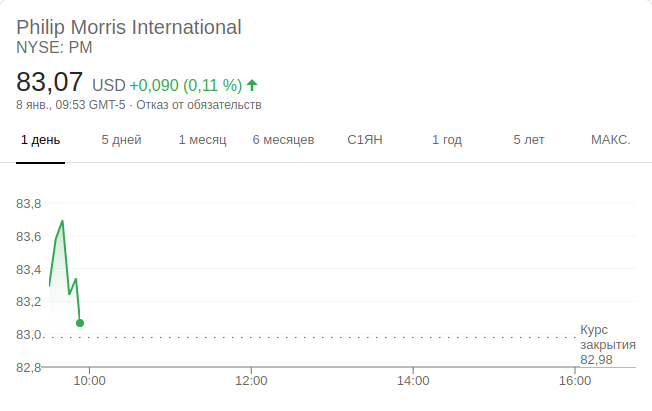 Philip Morris International
NYSE: PM
83,07 USD +0,090 (0,11 %)
8 янв., 09:53 GMT-5 · Отказ от обязательств
1 день 5 дней 1 месяц 6 месяцев С1ЯН 1 год 5 лет МАКС.
83,8
83,6
83,4
83,2
83,0
82,8
Курс
закрытия
82,98
10:00 12:00 14:00 16:00